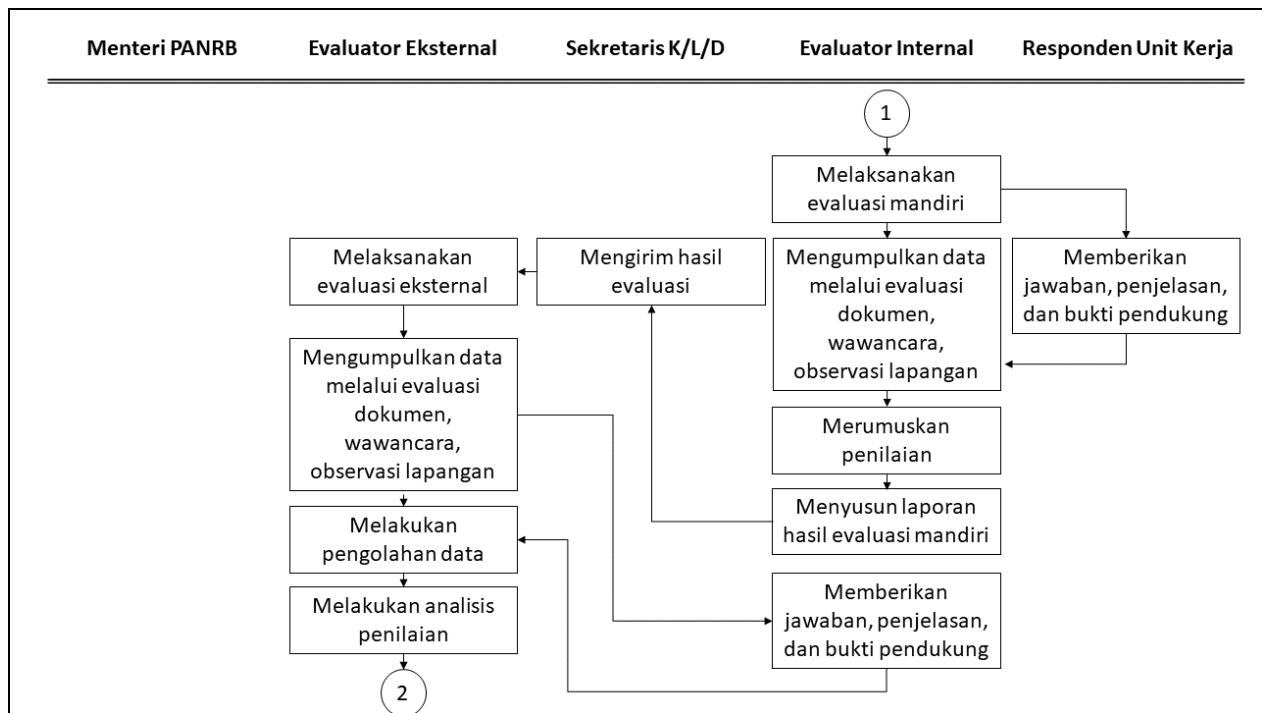 Menteri PANRB
Evaluator Eksternal
Sekretaris K/L/D
Evaluator Internal
Responden Unit Kerja
1
Melaksanakan
evaluasi mandiri
Melaksanakan
evaluasi eksternal
Mengirim hasil
evaluasi
Mengumpulkan data
melalui evaluasi
dokumen,
wawancara,
observasi lapangan
Memberikan
jawaban, penjelasan,
dan bukti pendukung
Mengumpulkan data
melalui evaluasi
dokumen,
wawancara,
observasi lapangan
Merumuskan
penilaian
Menyusun laporan
hasil evaluasi mandiri
Melakukan
pengolahan data
Memberikan
jawaban, penjelasan,
dan bukti pendukung
Melakukan analisis
penilaian
2